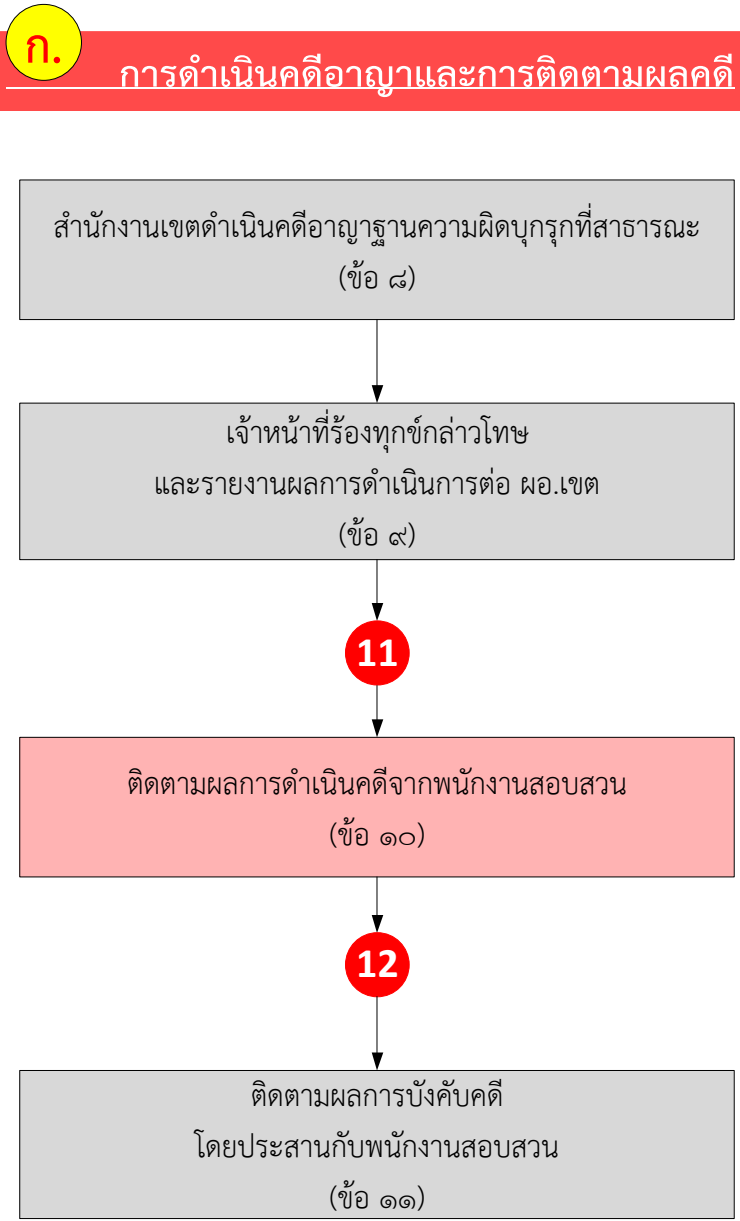 ก.
การดำเนินคดีอาญาและการติดตามผลคดี
สำนักงานเขตดำเนินคดีอาญาฐานความผิดบุกรุกที่สาธารณะ
(ข้อ ๘)
เจ้าหน้าที่ร้องทุกข์กล่าวโทษ
และรายงานผลการดำเนินการต่อ ผอ.เขต
(ข้อ ๙)
11
ติดตามผลการดำเนินคดีจากพนักงานสอบสวน
(ข้อ ๑๐)
12
ติดตามผลการบังคับคดี
โดยประสานกับพนักงานสอบสวน
(ข้อ ๑๑)